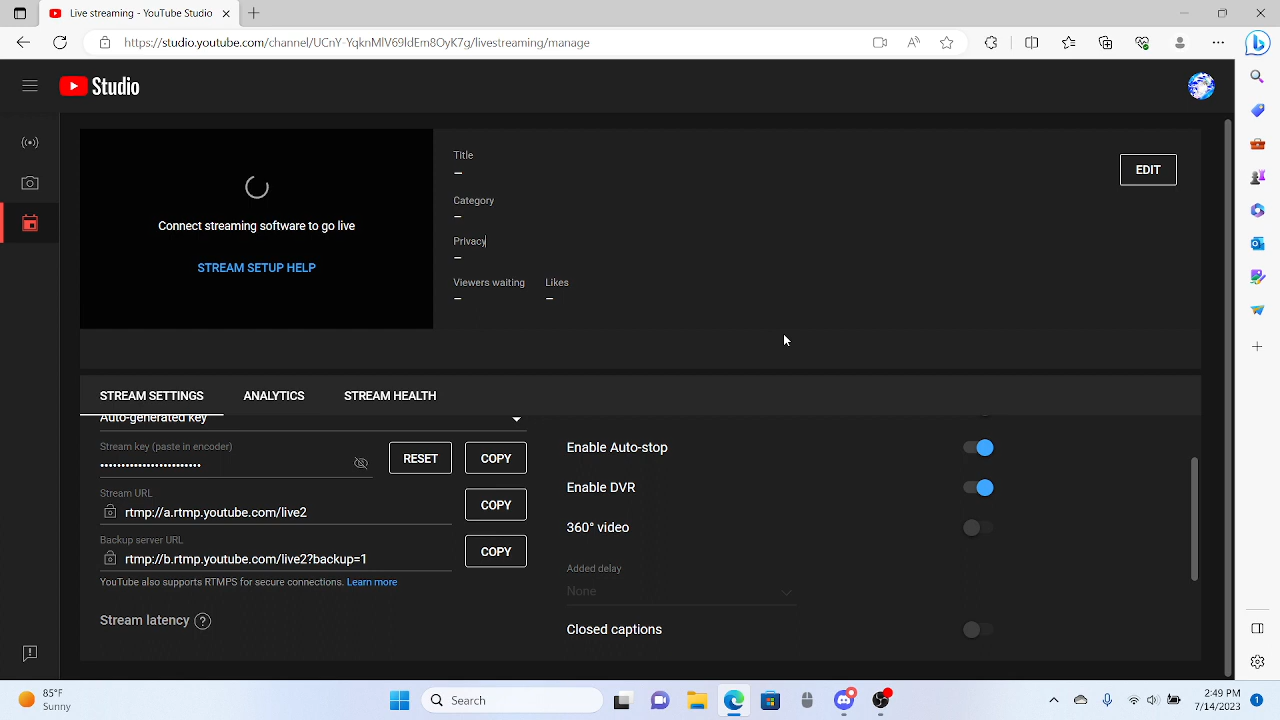 Live streaming - YouTube Studio
https://studio.youtube.com/channel/UCnY-YqknMlV69IdEm8OyK7g/livestreaming/manage
Studio
Connect streaming software to go live
STREAM SETUP HELP
Title
–
Category
–
Privacy
–
Viewers waiting Likes
– –
EDIT
STREAM SETTINGS ANALYTICS STREAM HEALTH
Auto-generated key
Stream key (paste in encoder)
••••••••••••••••••••••••
RESET COPY
Stream URL
rtmp://a.rtmp.youtube.com/live2
COPY
Backup server URL
rtmp://b.rtmp.youtube.com/live2?backup=1
COPY
YouTube also supports RTMPS for secure connections. Learn more
Stream latency ?
Enable Auto-stop
Enable DVR
360° video
Added delay
None
Closed captions
85°F
Sunny
Search
2:49 PM
7/14/2023
1